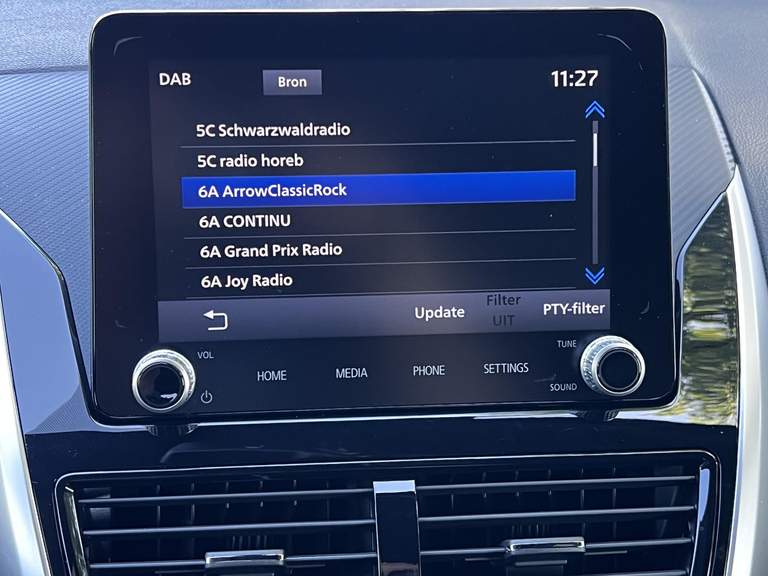 DAB Bron 11:27
5C Schwarzwaldradio
5C radio horeb
6A ArrowClassicRock
6A CONTINU
6A Grand Prix Radio
6A Joy Radio
Update Filter UIT PTY-filter
VOL HOME MEDIA PHONE SETTINGS TUNE
SOUND